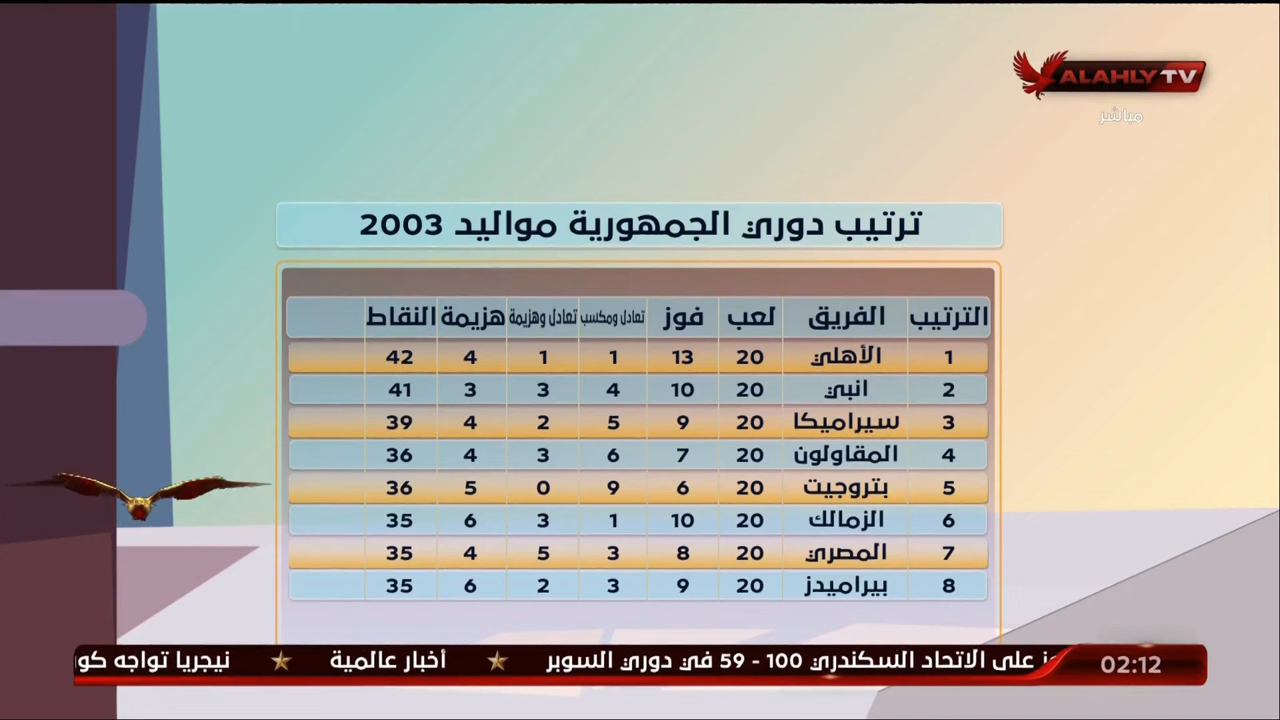 ALAHLY TV
مباشر
ترتيب دوري الجمهورية مواليد 2003
الترتيب الفريق لعب فوز تعادل ومكسب تعادل وهزيمة هزيمة النقاط
1 الأهلي 20 13 1 1 4 42
2 انبي 20 10 4 3 3 41
3 سيراميكا 20 9 5 2 4 39
4 المقاولون 20 7 6 3 4 36
5 بتروجيت 20 6 9 0 5 36
6 الزمالك 20 10 1 3 6 35
7 المصري 20 8 3 5 4 35
8 بيراميدز 20 9 3 2 6 35
02:12 على الاتحاد السكندري 100 - 59 في دوري السوبر ★ أخبار عالمية ★ نيجريا تواجه